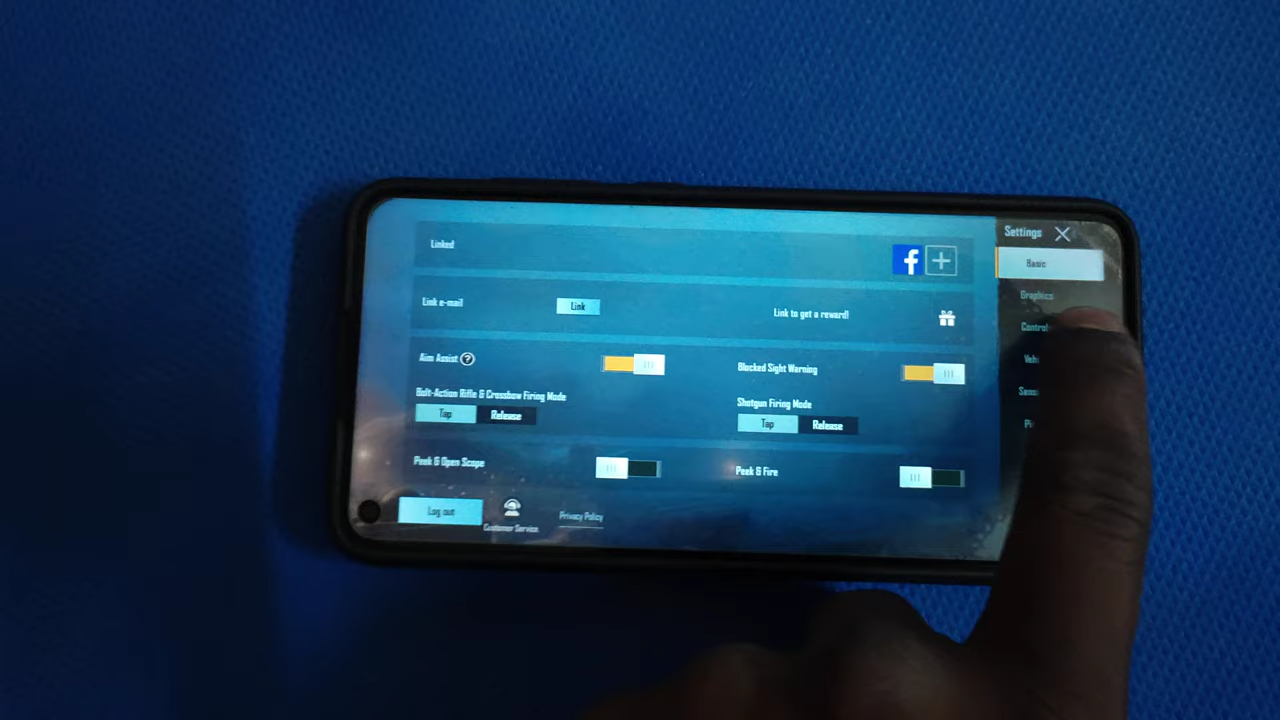 Linked
f
Settings
Basic
Link e-mail
Link
Link to get a reward!
Graphics
Aim Assist ?
Blocked Sight Warning
Bolt-Action Rifle & Crossbow Firing Mode
Tap Release
Shotgun Firing Mode
Tap Release
Peek & Open Scope
Peek & Fire
Log out
Customer Service
Privacy Policy